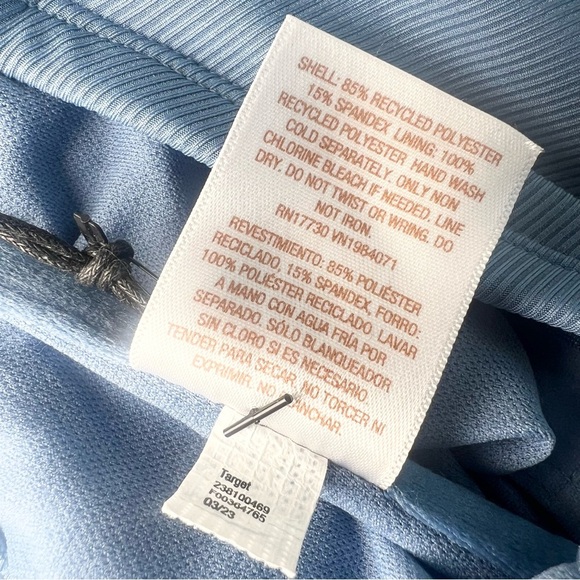 SHELL: 85% RECYCLED POLYESTER
15% SPANDEX LINING: 100%
RECYCLED POLYESTER HAND WASH
COLD SEPARATELY. ONLY NON
CHLORINE BLEACH IF NEEDED. LINE
DRY. DO NOT TWIST OR WRING. DO
NOT IRON.
RN17730 VN1984071
REVESTIMIENTO: 85% POLIÉSTER
RECICLADO, 15% SPANDEX, FORRO:
100% POLIÉSTER RECICLADO. LAVAR
A MANO CON AGUA FRÍA POR
SEPARADO. SÓLO BLANQUEADOR
SIN CLORO SI ES NECESARIO
TENDER PARA SECAR. NO TORCER NI
EXPRIMIR. NO PLANCHAR.
Target
238100469
F00364765
Q3/23